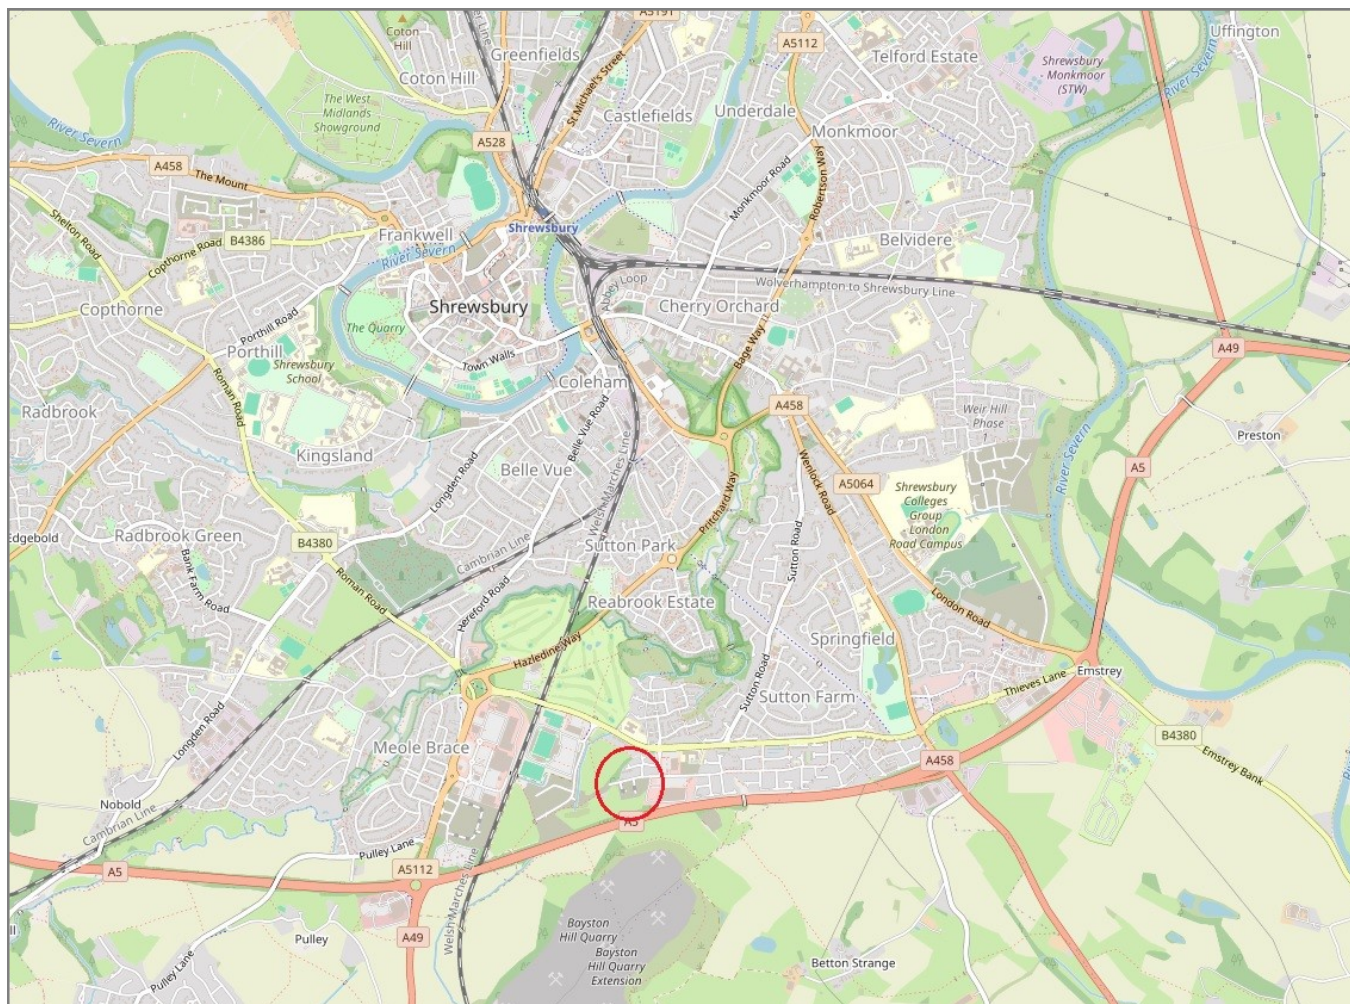 A5191
Coton
Hill
Greenfields
A5112
Telford Estate
Uffington
Coton Hill
St Michael's Street
Shrewsbury
- Monkmoor
(STW)
River Severn
The West
Midlands
Showground
Castlefields
Underdale
Monkmoor
River Severn
A528
A458
The Mount
Monkmoor Road
Robertson Way
Shelton Road
Copthorne Road
B4386
Frankwell
River Severn
Shrewsbury
Belvidere
Abbey Loop
Wolverhampton to Shrewsbury Line
Copthorne
Shrewsbury
Cherry Orchard
Porthill Road
The Quarry
Porthill
Shrewsbury
School
Town Walls
Bage Way
A49
Roman Road
Coleham
Radbrook
A458
Weir Hill
Phase
1
Preston
Belle Vue Road
Kingsland
Longden Road
Belle Vue
Welsh Marches Line
Wenlock Road
River Severn
A5
Pritchard Way
A5064
Shrewsbury
Colleges
Group
London
Road Campus
Edgebold
Radbrook Green
B4380
Cambrian Line
Sutton Park
Sutton Road
Bank Farm Road
Roman Road
Hereford Road
Reabrook Estate
London Road
Hazledine Way
Springfield
Sutton Road
Emstrey
Thieves Lane
Sutton Farm
Longden Road
Meole Brace
B4380
Emstrey Bank
A458
Nobold
Cambrian Line
A5
Pulley Lane
A5
A5112
Welsh Marches Line
Bayston
Hill Quarry
Bayston
Hill Quarry
Extension
A49
Pulley
Pulley Lane
Betton Strange